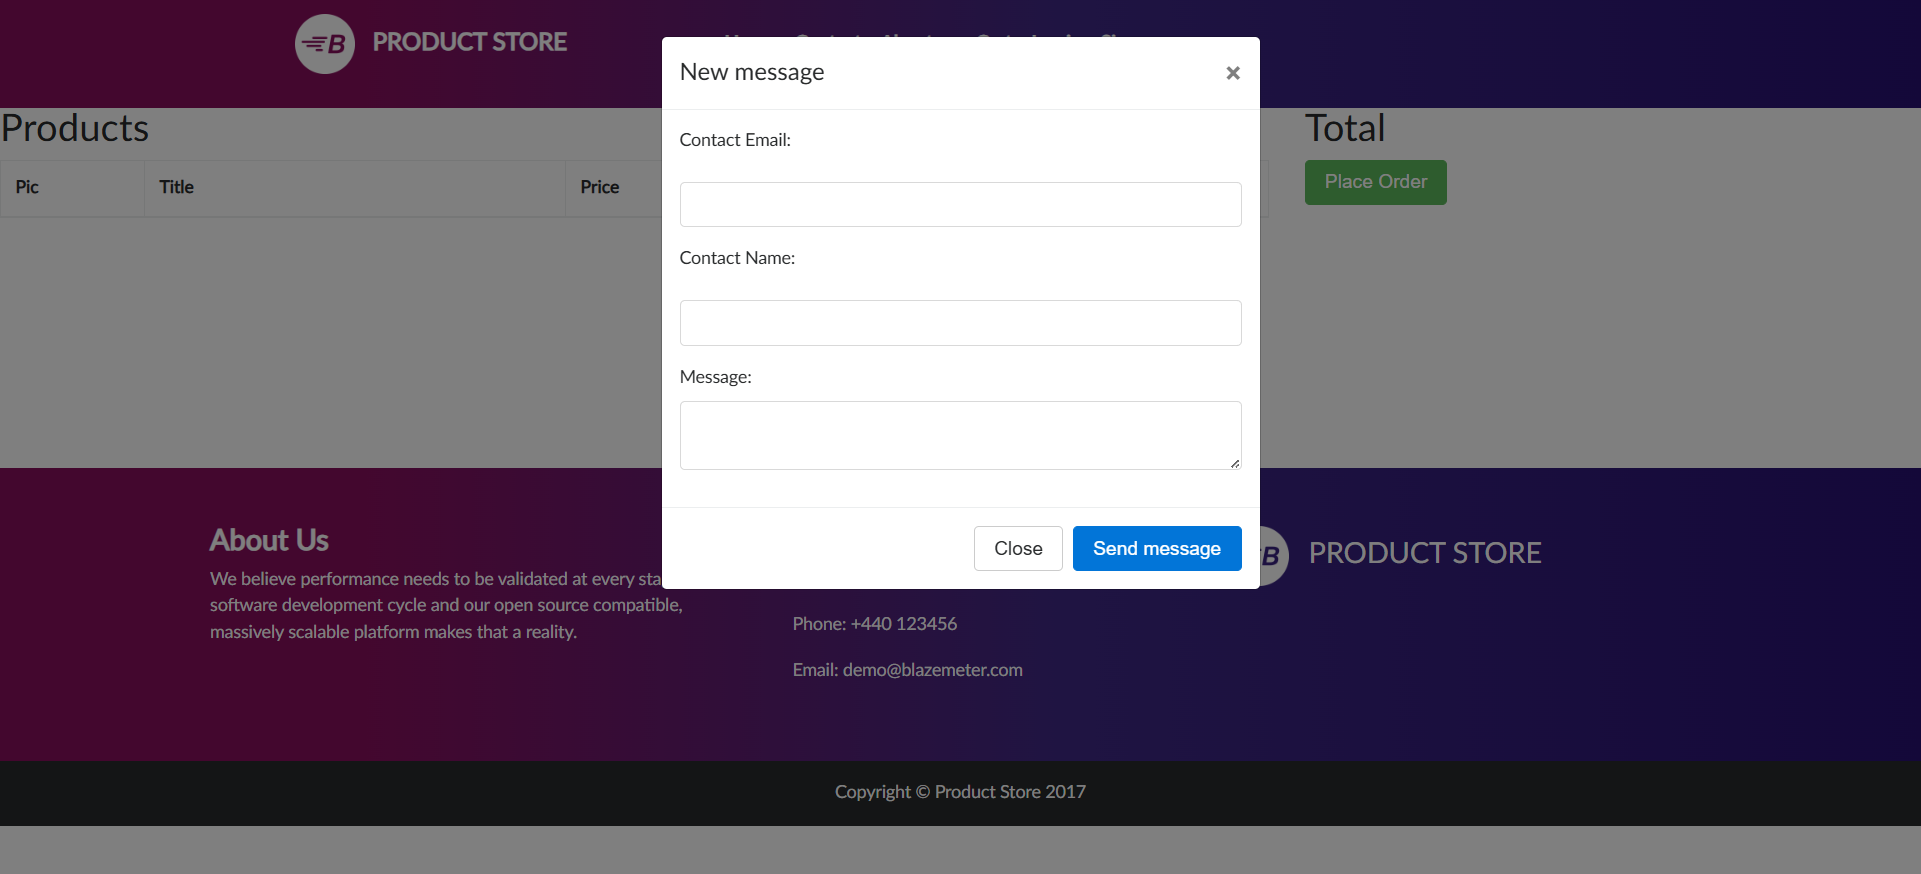 B PRODUCT STORE
New message
×
Products
Total
Contact Email:
Pic Title Price
Place Order
Contact Name:
Message:
Close Send message
About Us
B PRODUCT STORE
We believe performance needs to be validated at every
software development cycle and our open source compatible,
massively scalable platform makes that a reality.
Phone: +440 123456
Email: demo@blazemeter.com
Copyright © Product Store 2017